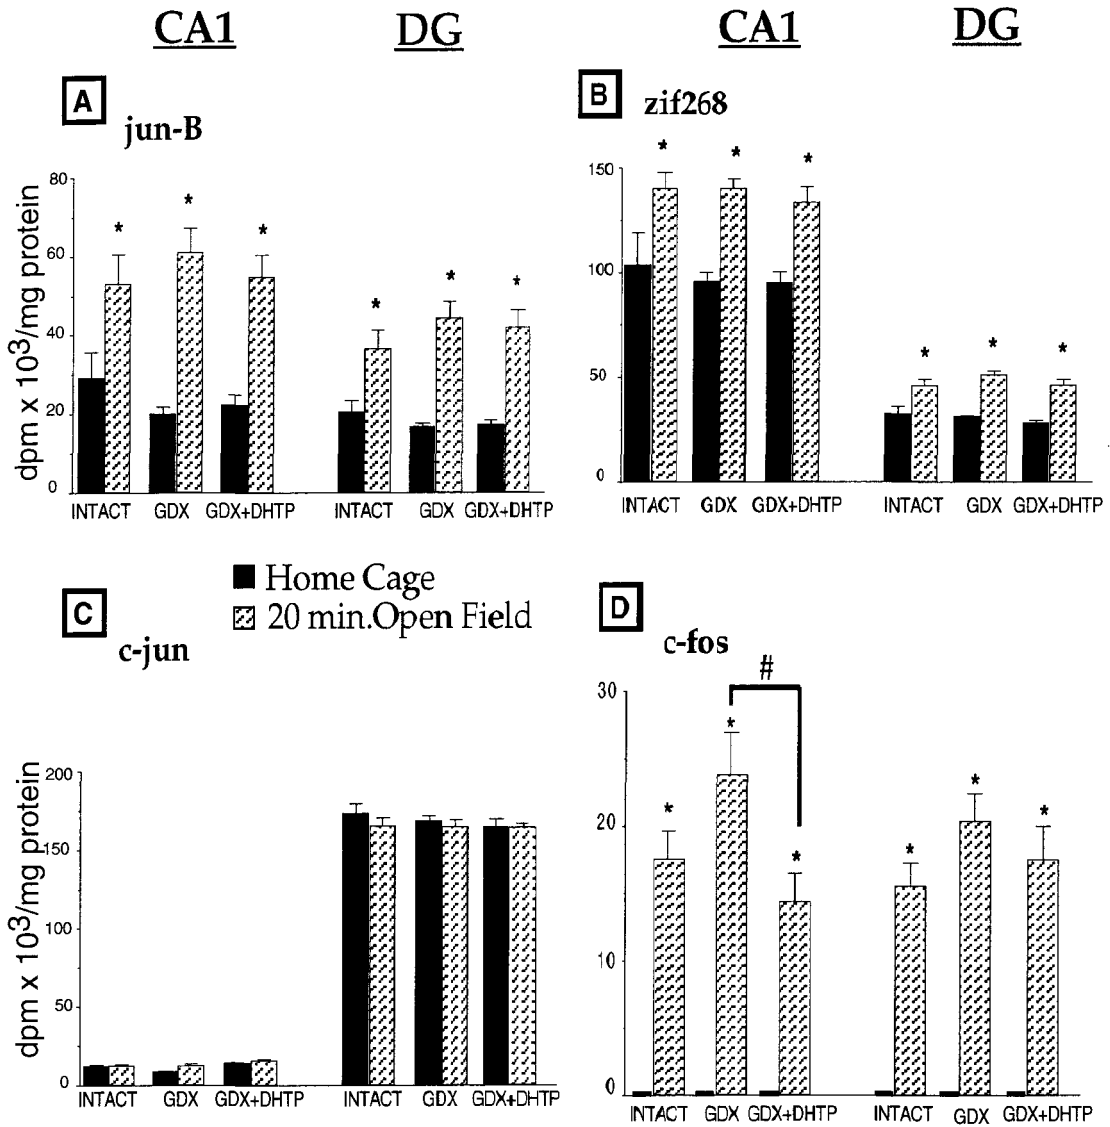 CA1 DG CA1 DG
A jun-B
dpm x 10³/mg protein
80
60
40
20
0
INTACT GDX GDX+DHTP INTACT GDX GDX+DHTP
B zif268
150
100
50
0
INTACT GDX GDX+DHTP INTACT GDX GDX+DHTP
Home Cage
20 min.Open Field
C c-jun
dpm x 10³/mg protein
200
150
100
50
0
INTACT GDX GDX+DHTP INTACT GDX GDX+DHTP
D c-fos
#
30
20
10
0
INTACT GDX GDX+DHTP INTACT GDX GDX+DHTP